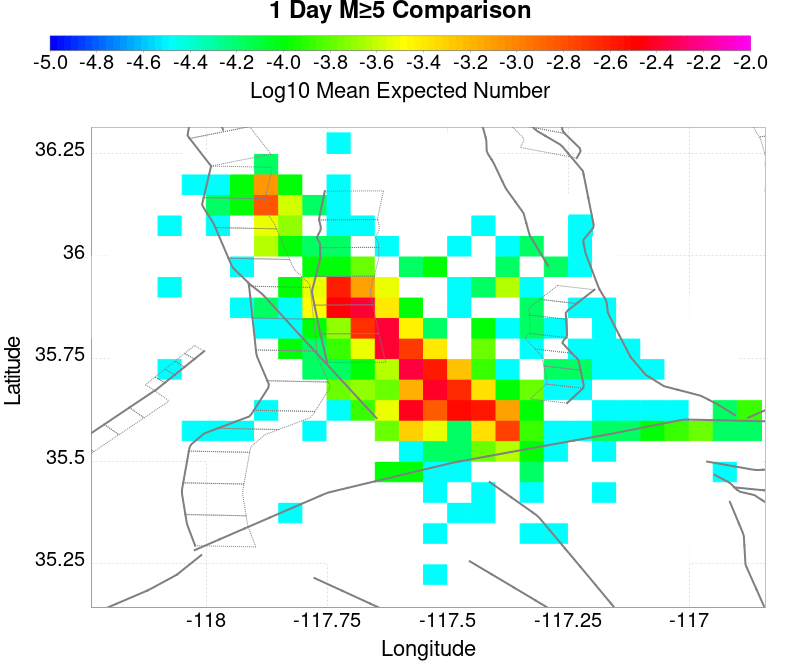 1 Day M≥5 Comparison
-5.0 -4.8 -4.6 -4.4 -4.2 -4.0 -3.8 -3.6 -3.4 -3.2 -3.0 -2.8 -2.6 -2.4 -2.2 -2.0
Log10 Mean Expected Number
36.25
36
35.75
35.5
35.25
Latitude
-118 -117.75 -117.5 -117.25 -117
Longitude